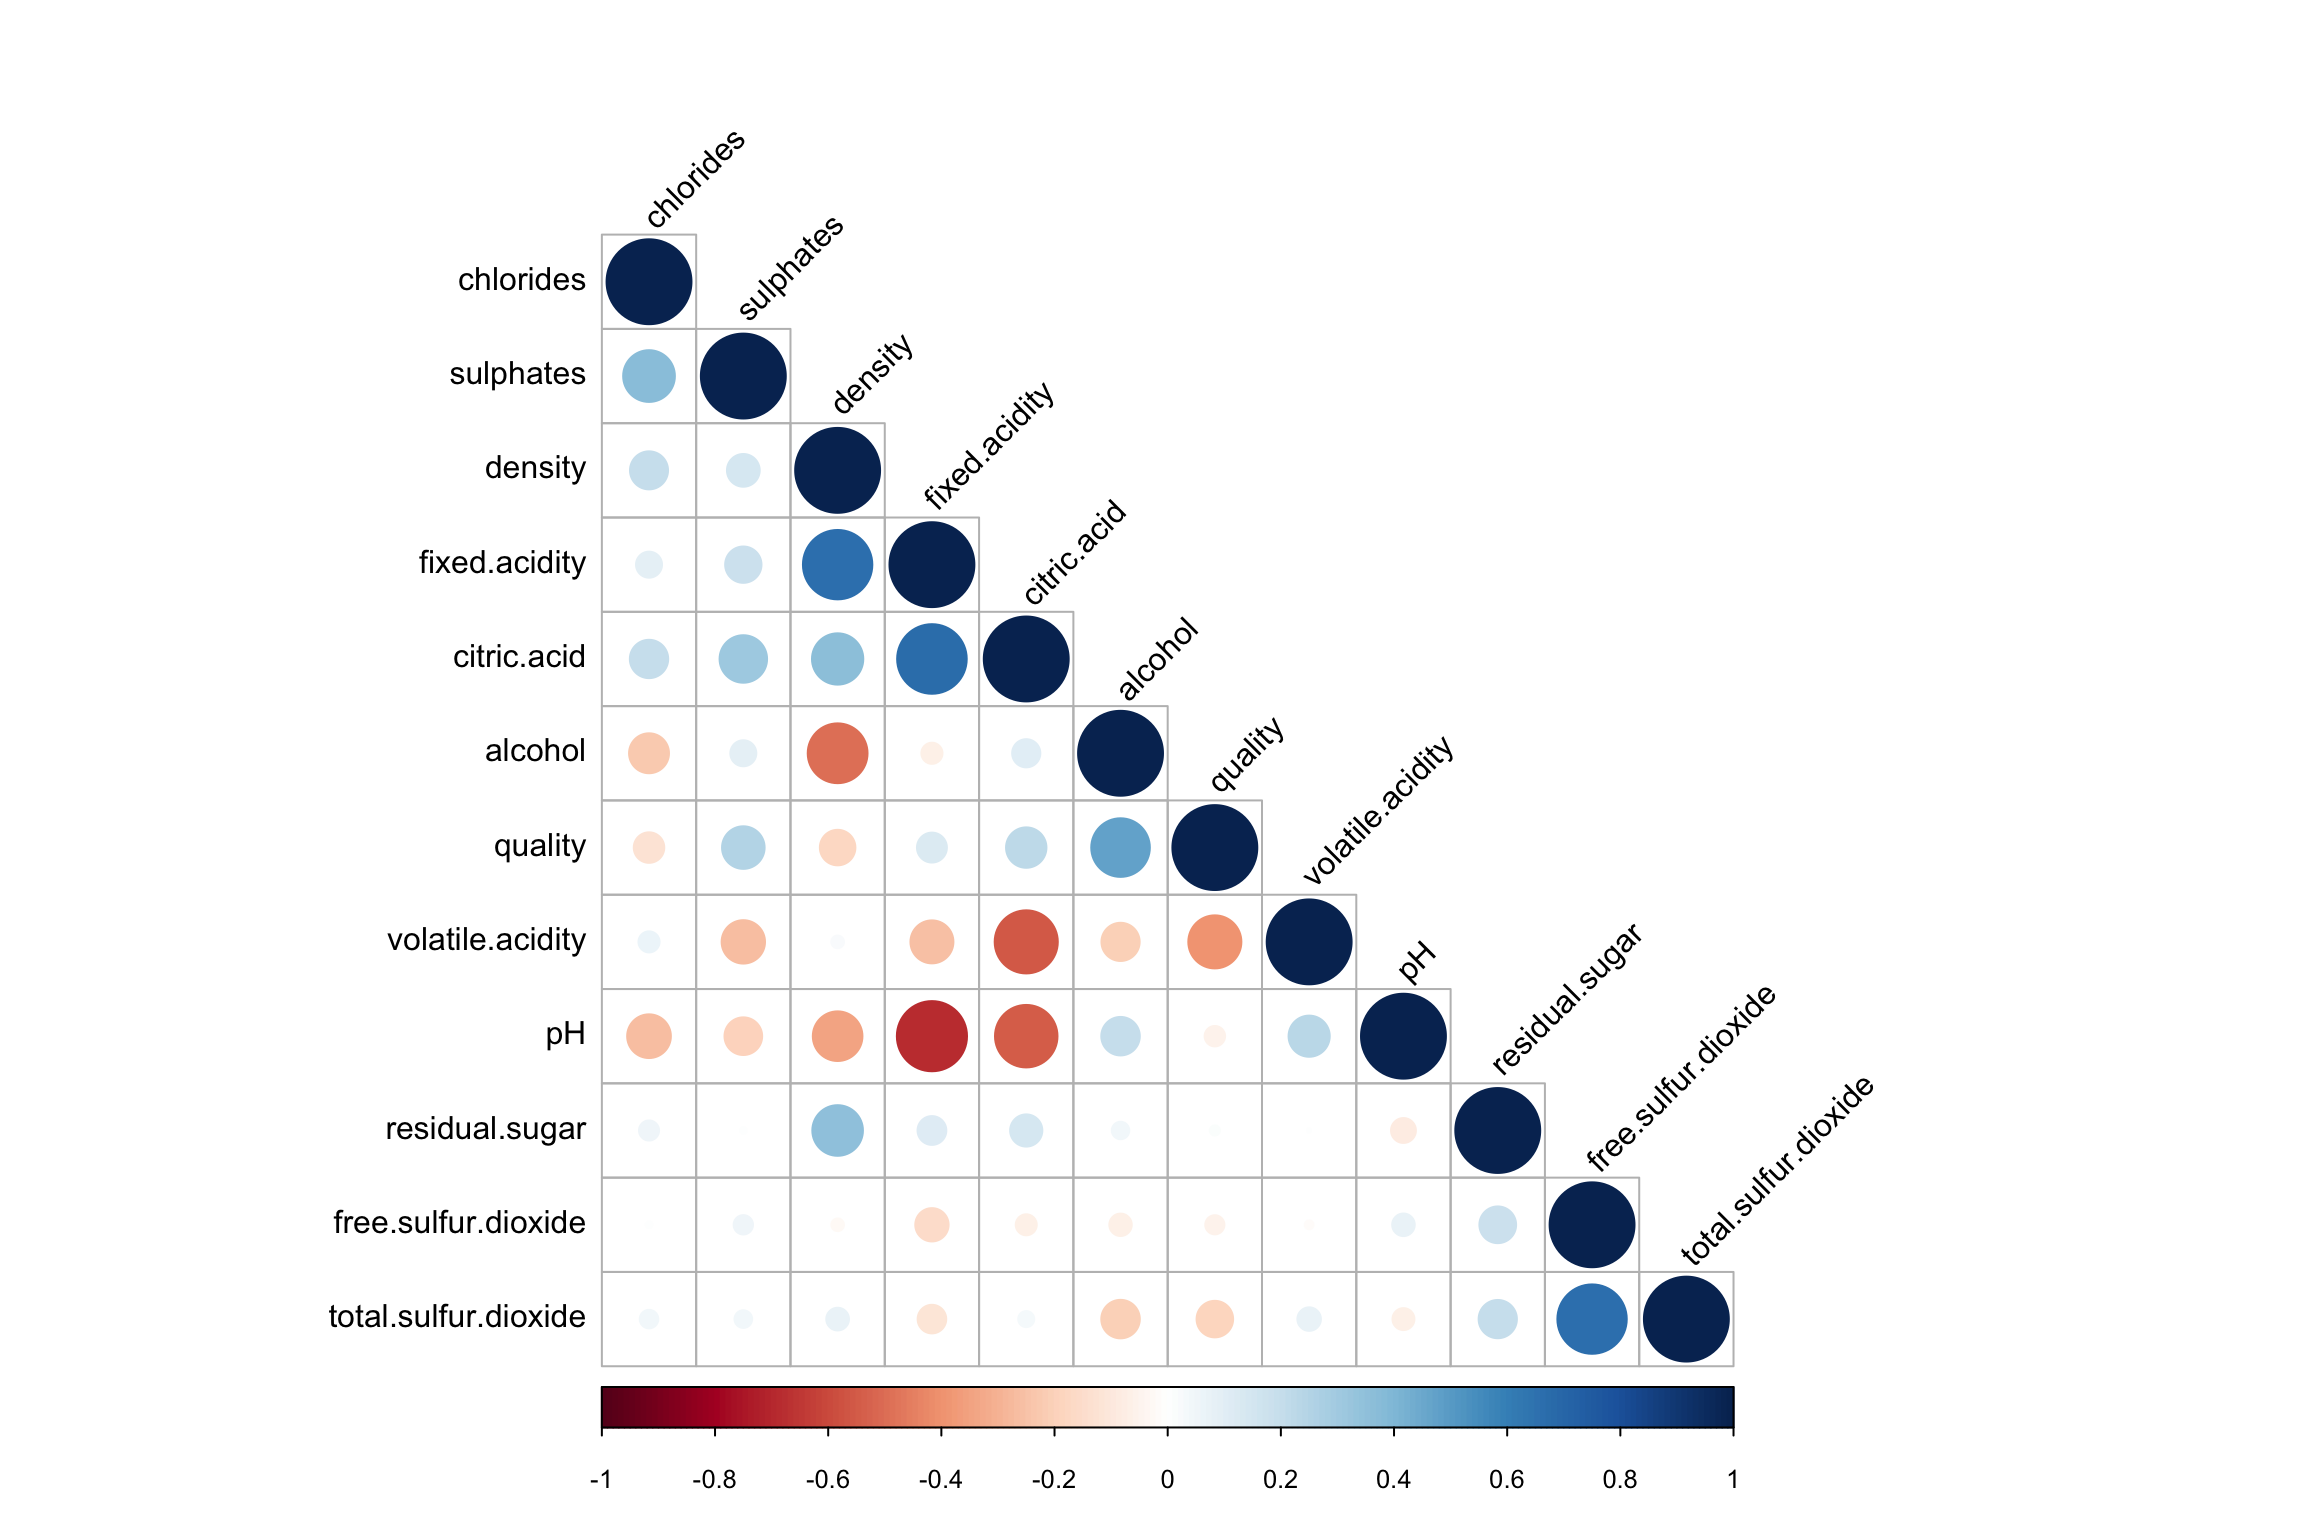 chlorides
sulphates
density
fixed.acidity
citric.acid
alcohol
quality
volatile.acidity
pH
residual.sugar
free.sulfur.dioxide
total.sulfur.dioxide
chlorides
sulphates
density
fixed.acidity
citric.acid
alcohol
quality
volatile.acidity
pH
residual.sugar
free.sulfur.dioxide
total.sulfur.dioxide
-1 -0.8 -0.6 -0.4 -0.2 0 0.2 0.4 0.6 0.8 1